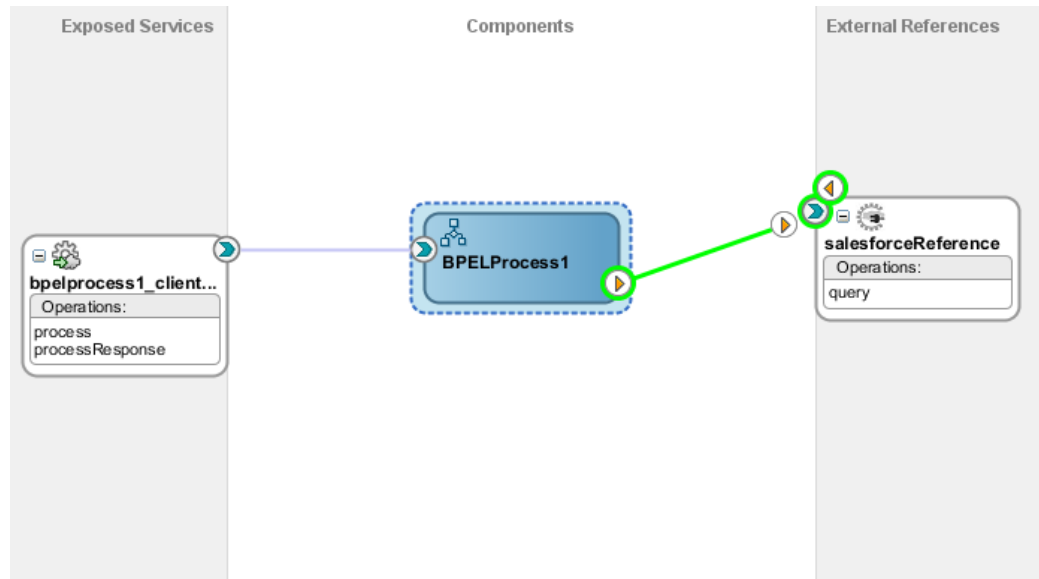 Exposed Services
Components
External References
bpelprocess1_client...
Operations:
process
processResponse
BPELProcess1
salesforceReference
Operations:
query